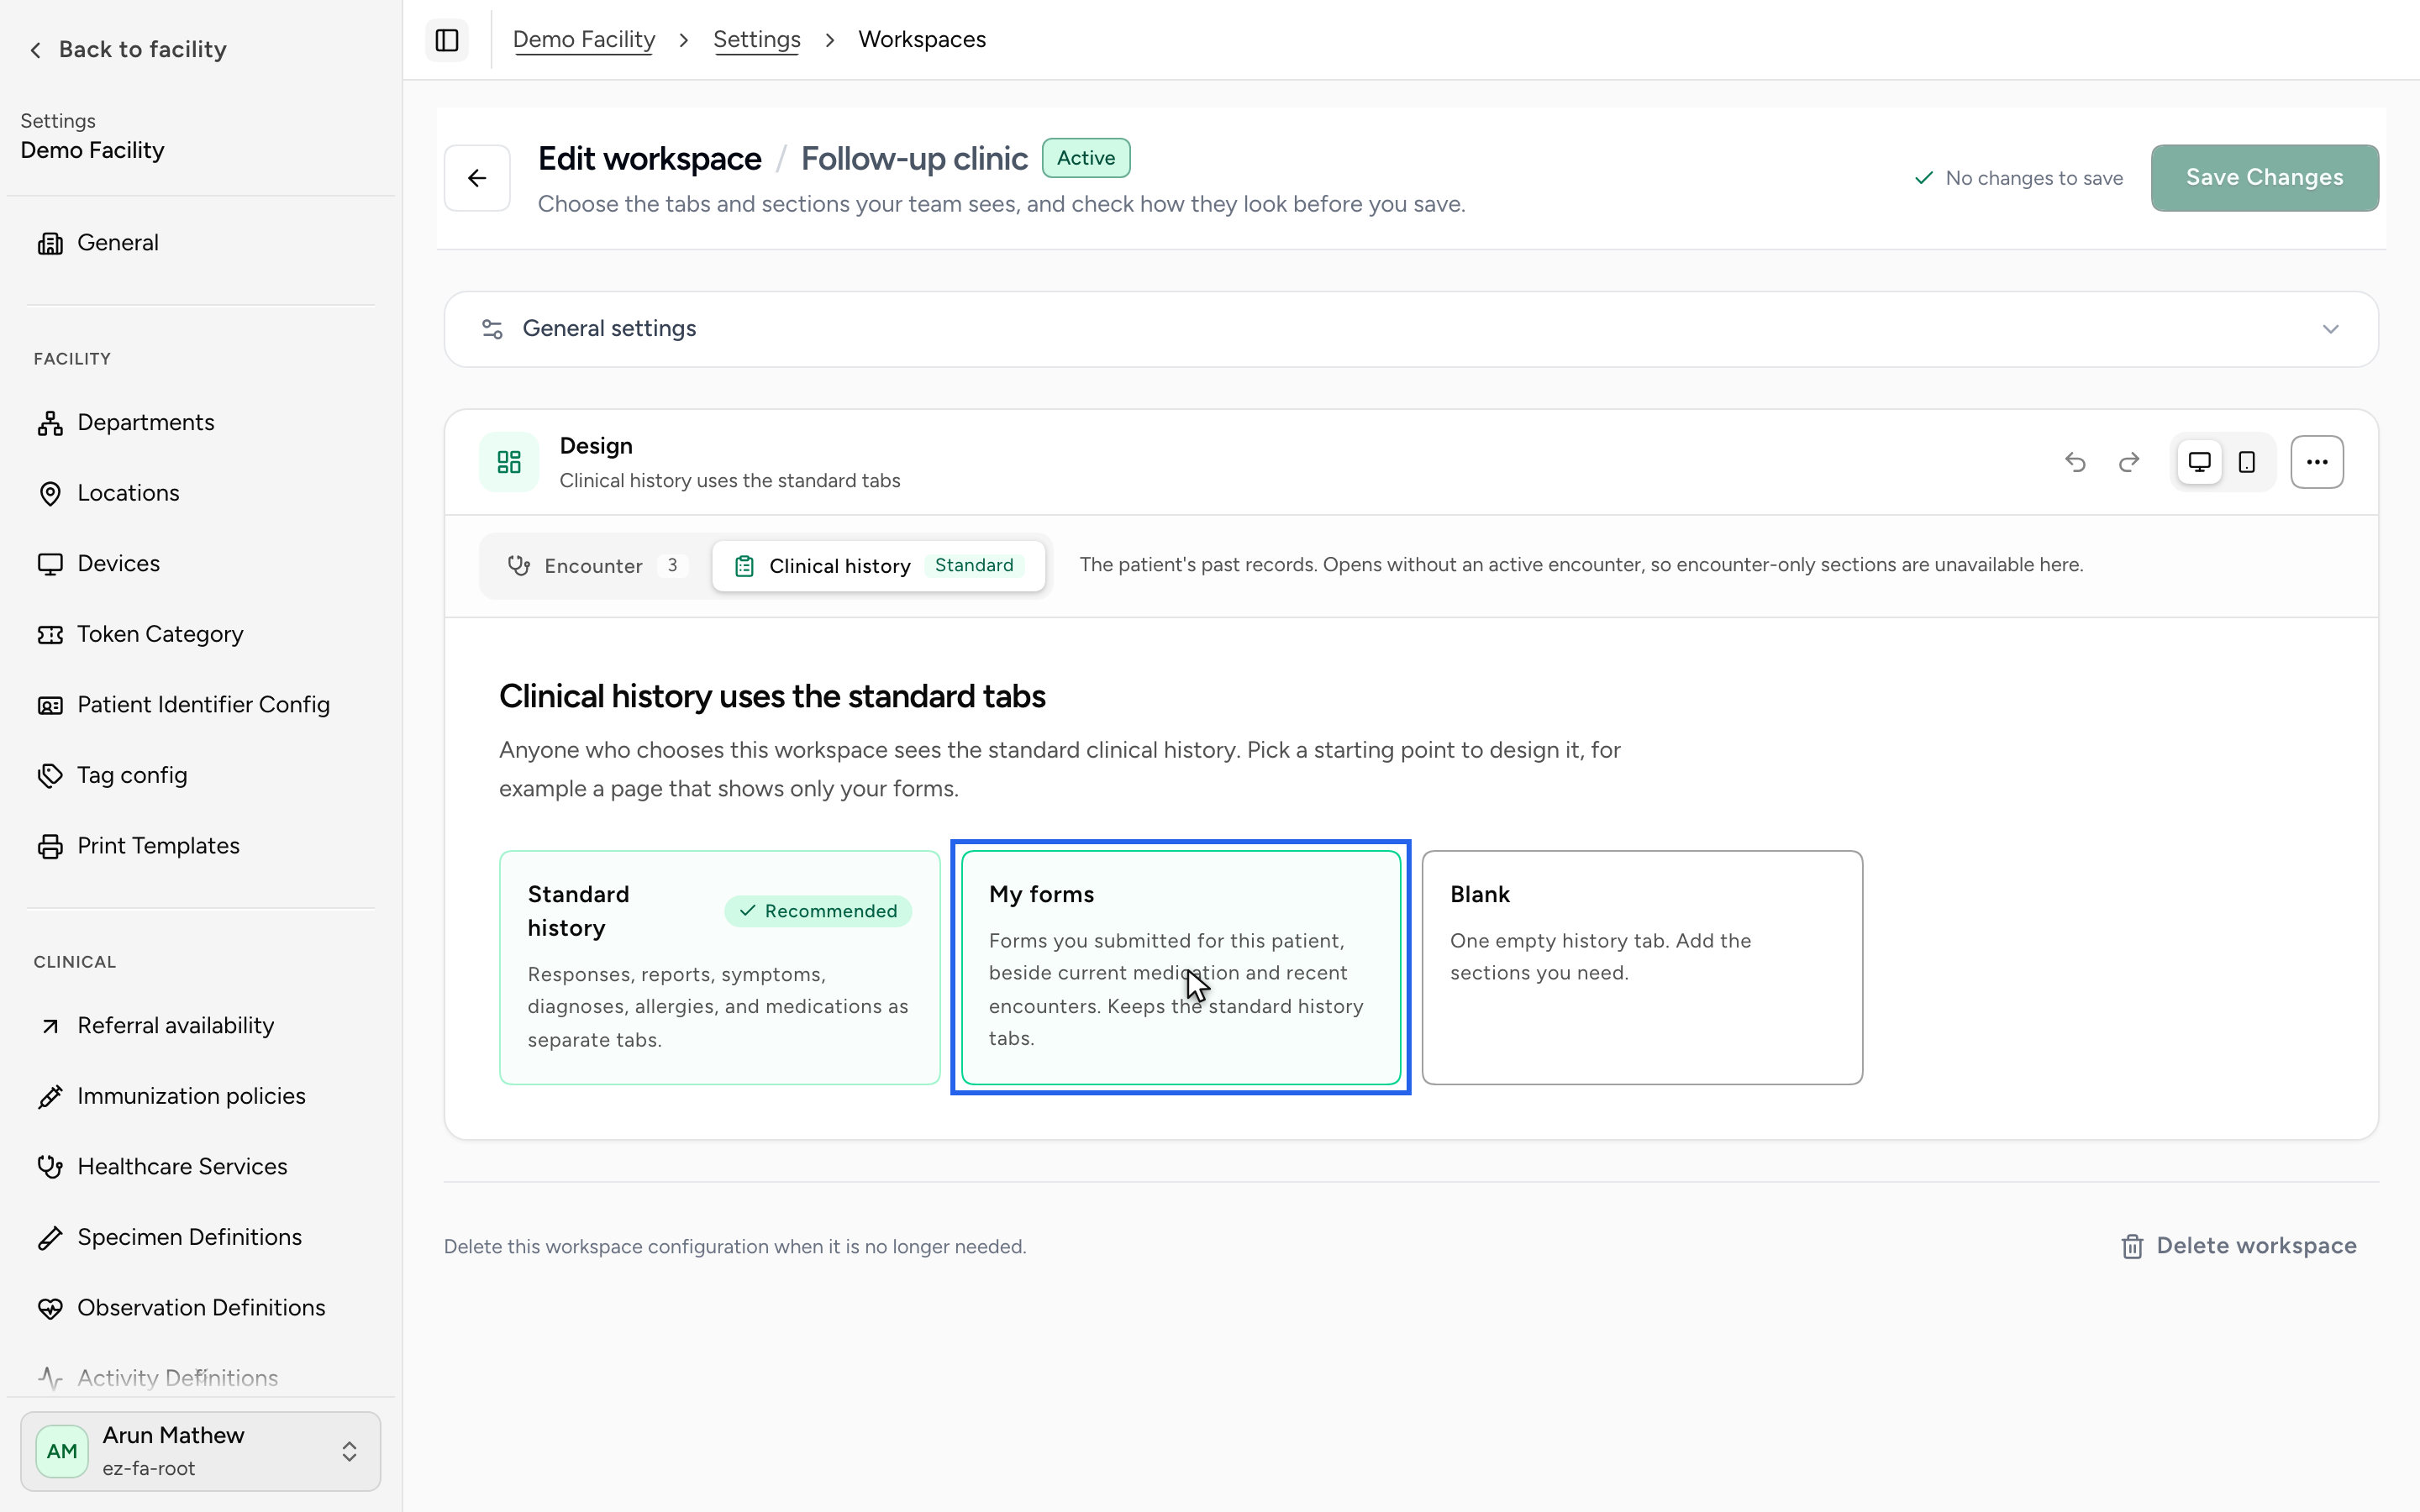 Back to facility
Settings
Demo Facility
General
FACILITY
Departments
Locations
Devices
Token Category
Patient Identifier Config
Tag config
Print Templates
CLINICAL
Referral availability
Immunization policies
Healthcare Services
Specimen Definitions
Observation Definitions
Activity Definitions
AM
Arun Mathew
ez-fa-root
Demo Facility > Settings > Workspaces
Edit workspace / Follow-up clinic Active
Choose the tabs and sections your team sees, and check how they look before you save.
No changes to save
Save Changes
General settings
Design
Clinical history uses the standard tabs
Encounter 3
Clinical history Standard
The patient's past records. Opens without an active encounter, so encounter-only sections are unavailable here.
Clinical history uses the standard tabs
Anyone who chooses this workspace sees the standard clinical history. Pick a starting point to design it, for
example a page that shows only your forms.
Standard
history
Recommended
Responses, reports, symptoms,
diagnoses, allergies, and medications as
separate tabs.
My forms
Forms you submitted for this patient,
beside current medication and recent
encounters. Keeps the standard history
tabs.
Blank
One empty history tab. Add the
sections you need.
Delete this workspace configuration when it is no longer needed.
Delete workspace